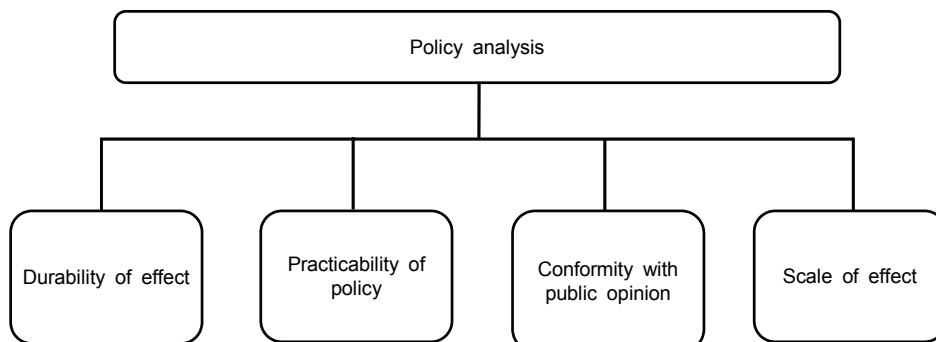 Policy analysis
Durability of effect
Practicability of
policy
Conformity with
public opinion
Scale of effect